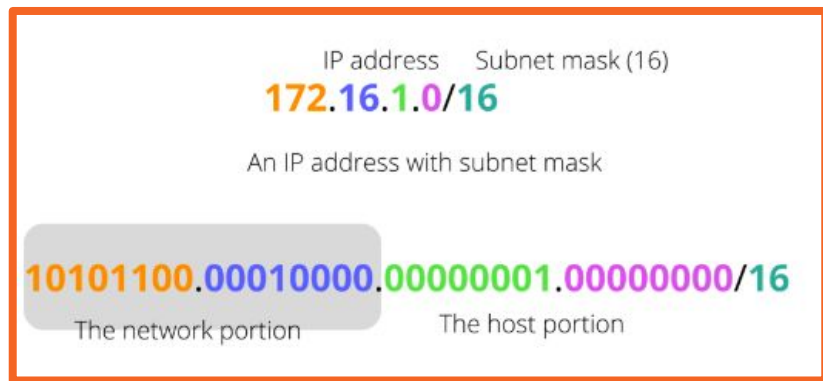 IP address Subnet mask (16)
172.16.1.0/16
An IP address with subnet mask
10101100.00010000.00000001.00000000/16
The network portion The host portion